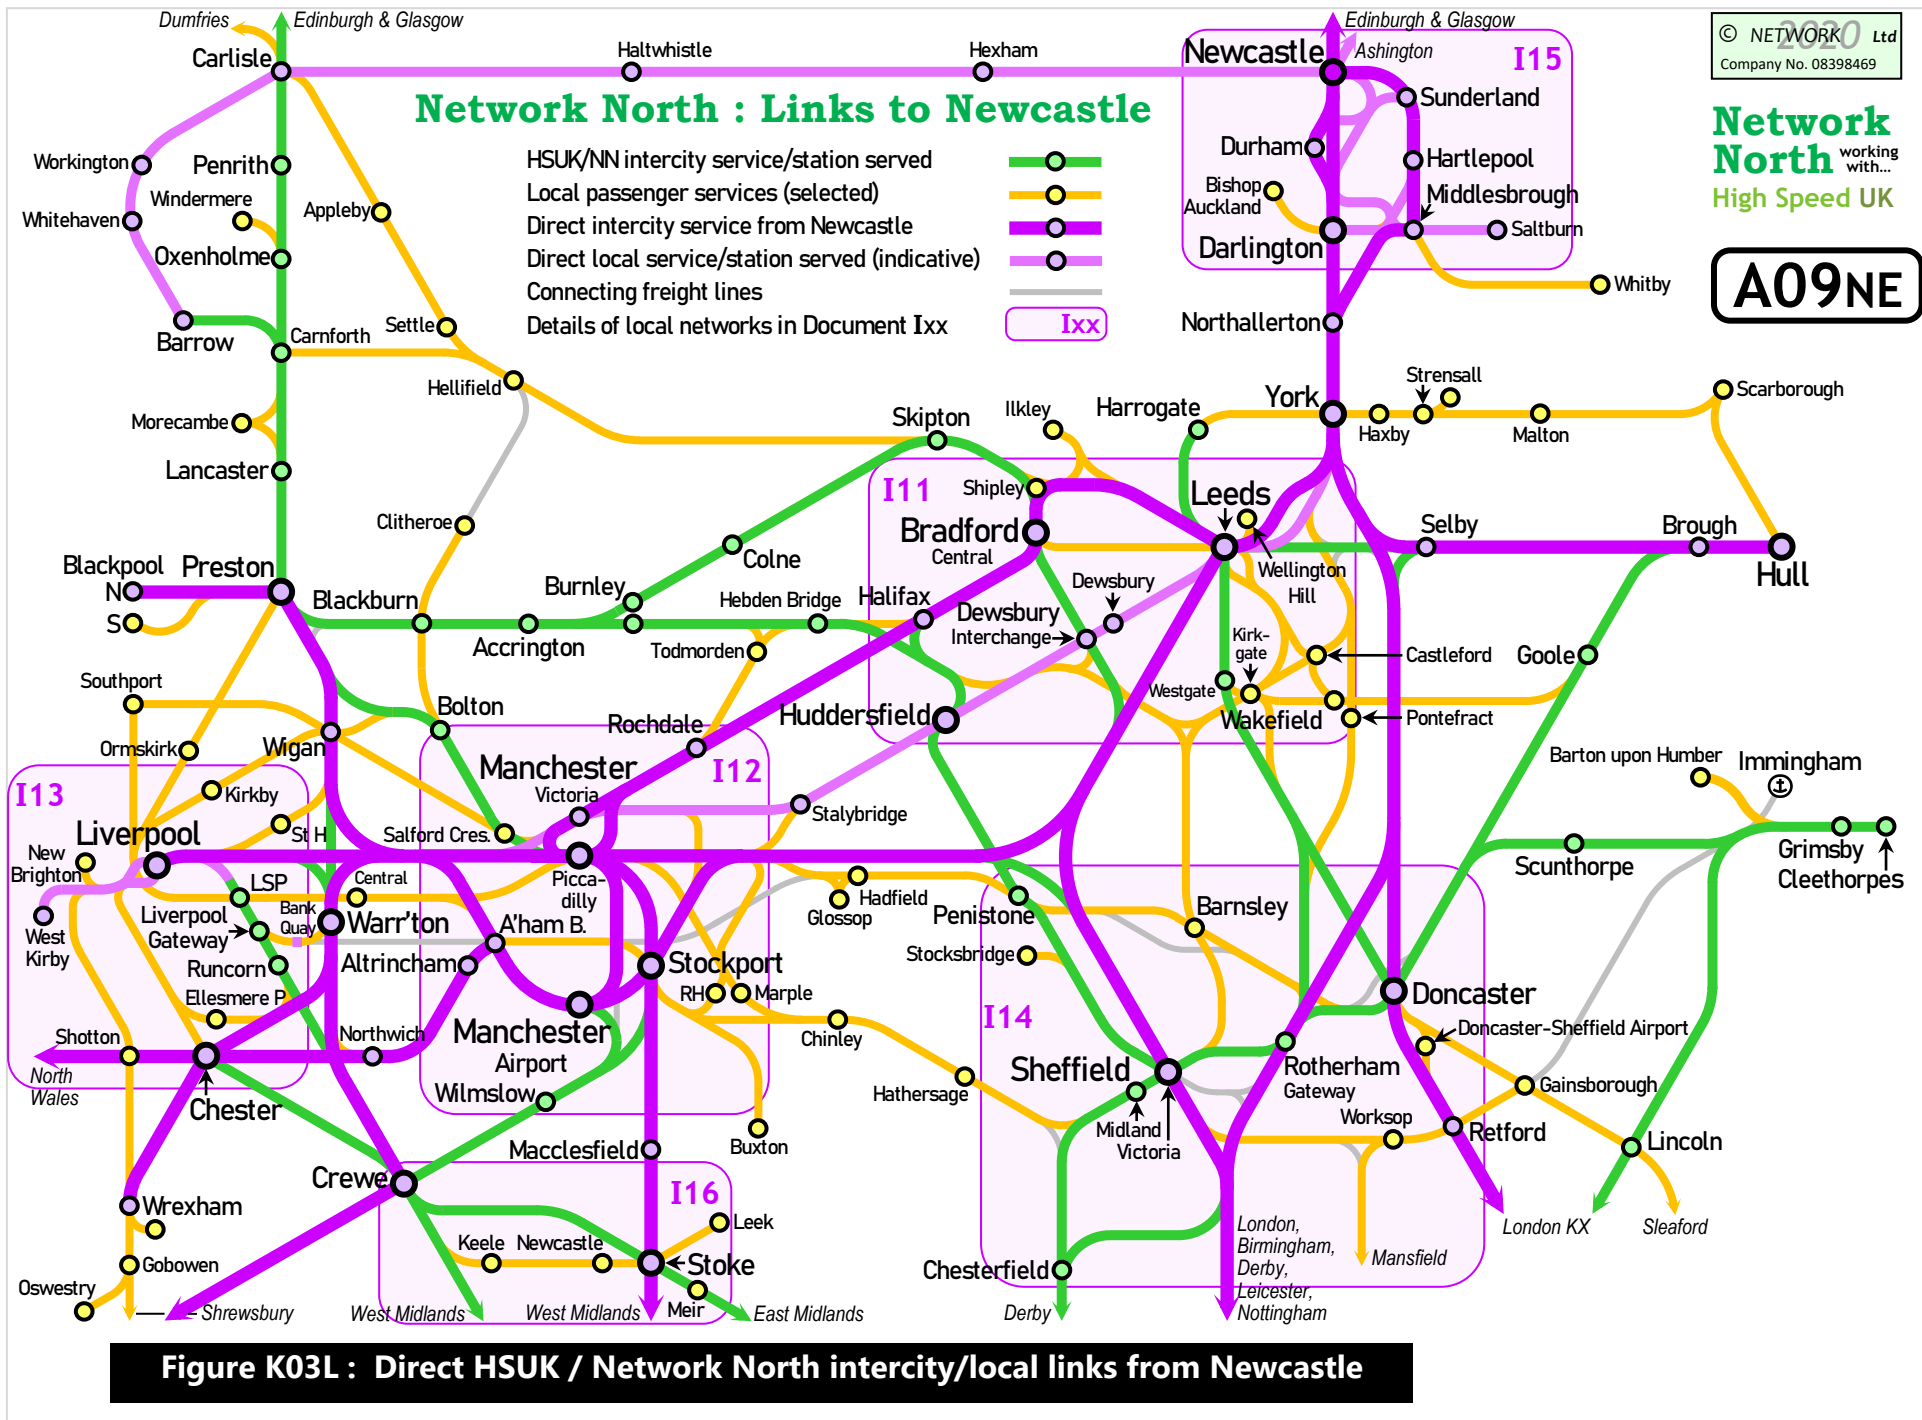 Dumfries
Edinburgh & Glasgow
Edinburgh & Glasgow
© NETWORK 2020 Ltd
Company No. 08398469
Carlisle
Haltwhistle
Hexham
Newcastle
Ashington
I15
Network North : Links to Newcastle
Sunderland
Network
North working
with...
High Speed UK
HSUK/NN intercity service/station served
Local passenger services (selected)
Direct intercity service from Newcastle
Direct local service/station served (indicative)
Connecting freight lines
Details of local networks in Document Ixx
Ixx
Durham
Hartlepool
Bishop
Auckland
Middlesbrough
Darlington
Saltburn
Whitby
A09NE
Workington
Penrith
Windermere
Whitehaven
Appleby
Oxenholme
Barrow
Carnforth
Settle
Northallerton
Hellifield
Strensall
Scarborough
Morecambe
Skipton
Ilkley
Harrogate
York
Haxby
Malton
Lancaster
I11
Shipley
Leeds
Clitheroe
Bradford
Central
Selby
Brough
Colne
Blackpool
N
Preston
Wellington
Hill
Hull
S
Blackburn
Burnley
Hebden Bridge
Halifax
Dewsbury
Dewsbury
Interchange
Accrington
Todmorden
Kirk-
gate
Castleford
Goole
Southport
Westgate
Bolton
Rochdale
Huddersfield
Wakefield
Pontefract
Ormskirk
Wigan
Barton upon Humber
Immingham
I13
Manchester
Victoria
I12
Kirkby
Stalybridge
Liverpool
St H
Salford Cres.
Scunthorpe
Grimsby
Cleethorpes
New
Brighton
LSP
Central
Picca-
dilly
Hadfield
Glossop
Penistone
Barnsley
Liverpool
Gateway
Bank
Quay
Warr'ton
A'ham B.
West
Kirby
Stocksbridge
Runcorn
Altrincham
Stockport
Ellesmere P
RH
Marple
Doncaster
I14
Shotton
Northwich
Manchester
Airport
Chinley
Doncaster-Sheffield Airport
North
Wales
Sheffield
Rotherham
Gateway
Gainsborough
Wilmslow
Hathersage
Chester
Midland
Victoria
Worksop
Retford
Lincoln
Macclesfield
Buxton
Crewe
I16
Wrexham
Leek
London KX
Sleaford
Keele
Newcastle
London,
Birmingham,
Derby,
Leicester,
Nottingham
Mansfield
Gobowen
Stoke
Chesterfield
Oswestry
Shrewsbury
West Midlands
West Midlands
Meir
East Midlands
Derby
Figure K03L : Direct HSUK / Network North intercity/local links from Newcastle